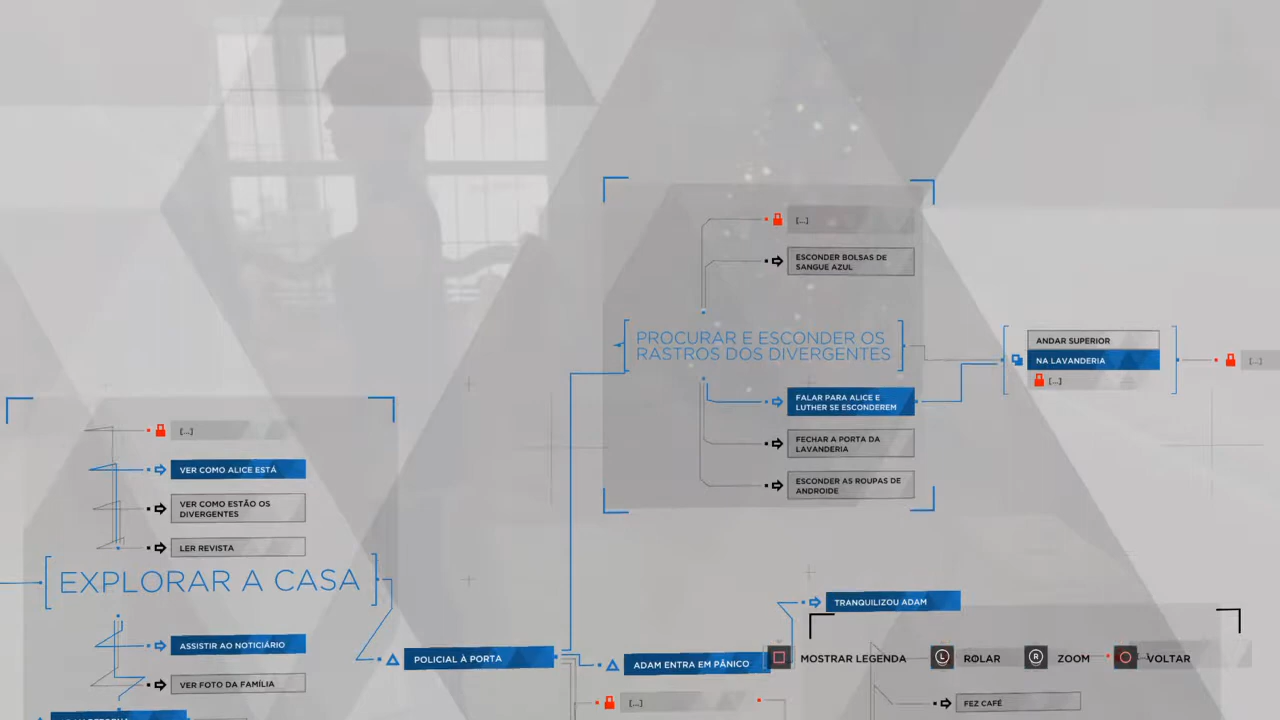 [...]
ESCONDER BOLSAS DE
SANGUE AZUL
PROCURAR E ESCONDER OS
RASTROS DOS DIVERGENTES
ANDAR SUPERIOR
NA LAVANDERIA
[...]
[...]
FALAR PARA ALICE E
LUTHER SE ESCONDEREM
FECHAR A PORTA DA
LAVANDERIA
ESCONDER AS ROUPAS DE
ANDROIDE
[...]
VER COMO ALICE ESTÁ
VER COMO ESTÃO OS
DIVERGENTES
LER REVISTA
EXPLORAR A CASA
ASSISTIR AO NOTICIÁRIO
VER FOTO DA FAMÍLIA
POLICIAL À PORTA
TRANQUILIZOU ADAM
ADAM ENTRA EM PÂNICO
[...]
MOSTRAR LEGENDA
L
ROLAR
R
ZOOM
VOLTAR
FEZ CAFÉ